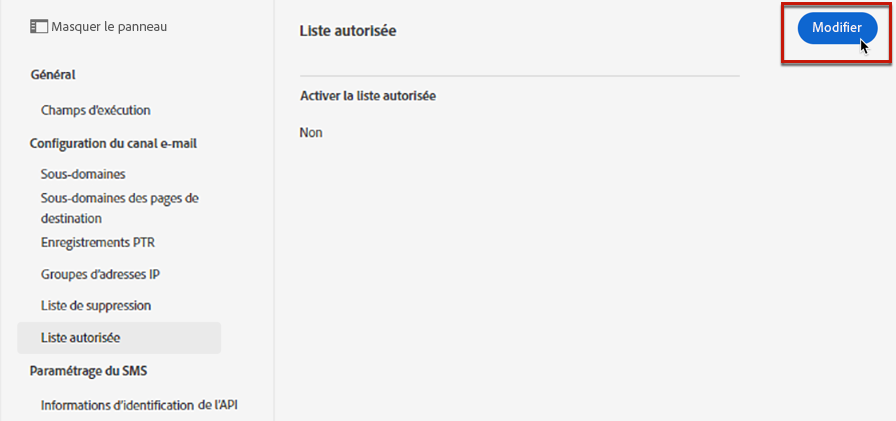 Masquer le panneau
Général
Champs d'exécution
Configuration du canal e-mail
Sous-domaines
Sous-domaines des pages de
destination
Enregistrements PTR
Groupes d'adresses IP
Liste de suppression
Liste autorisée
Paramétrage du SMS
Informations d'identification de l'API
Liste autorisée
Modifier
Activer la liste autorisée
Non